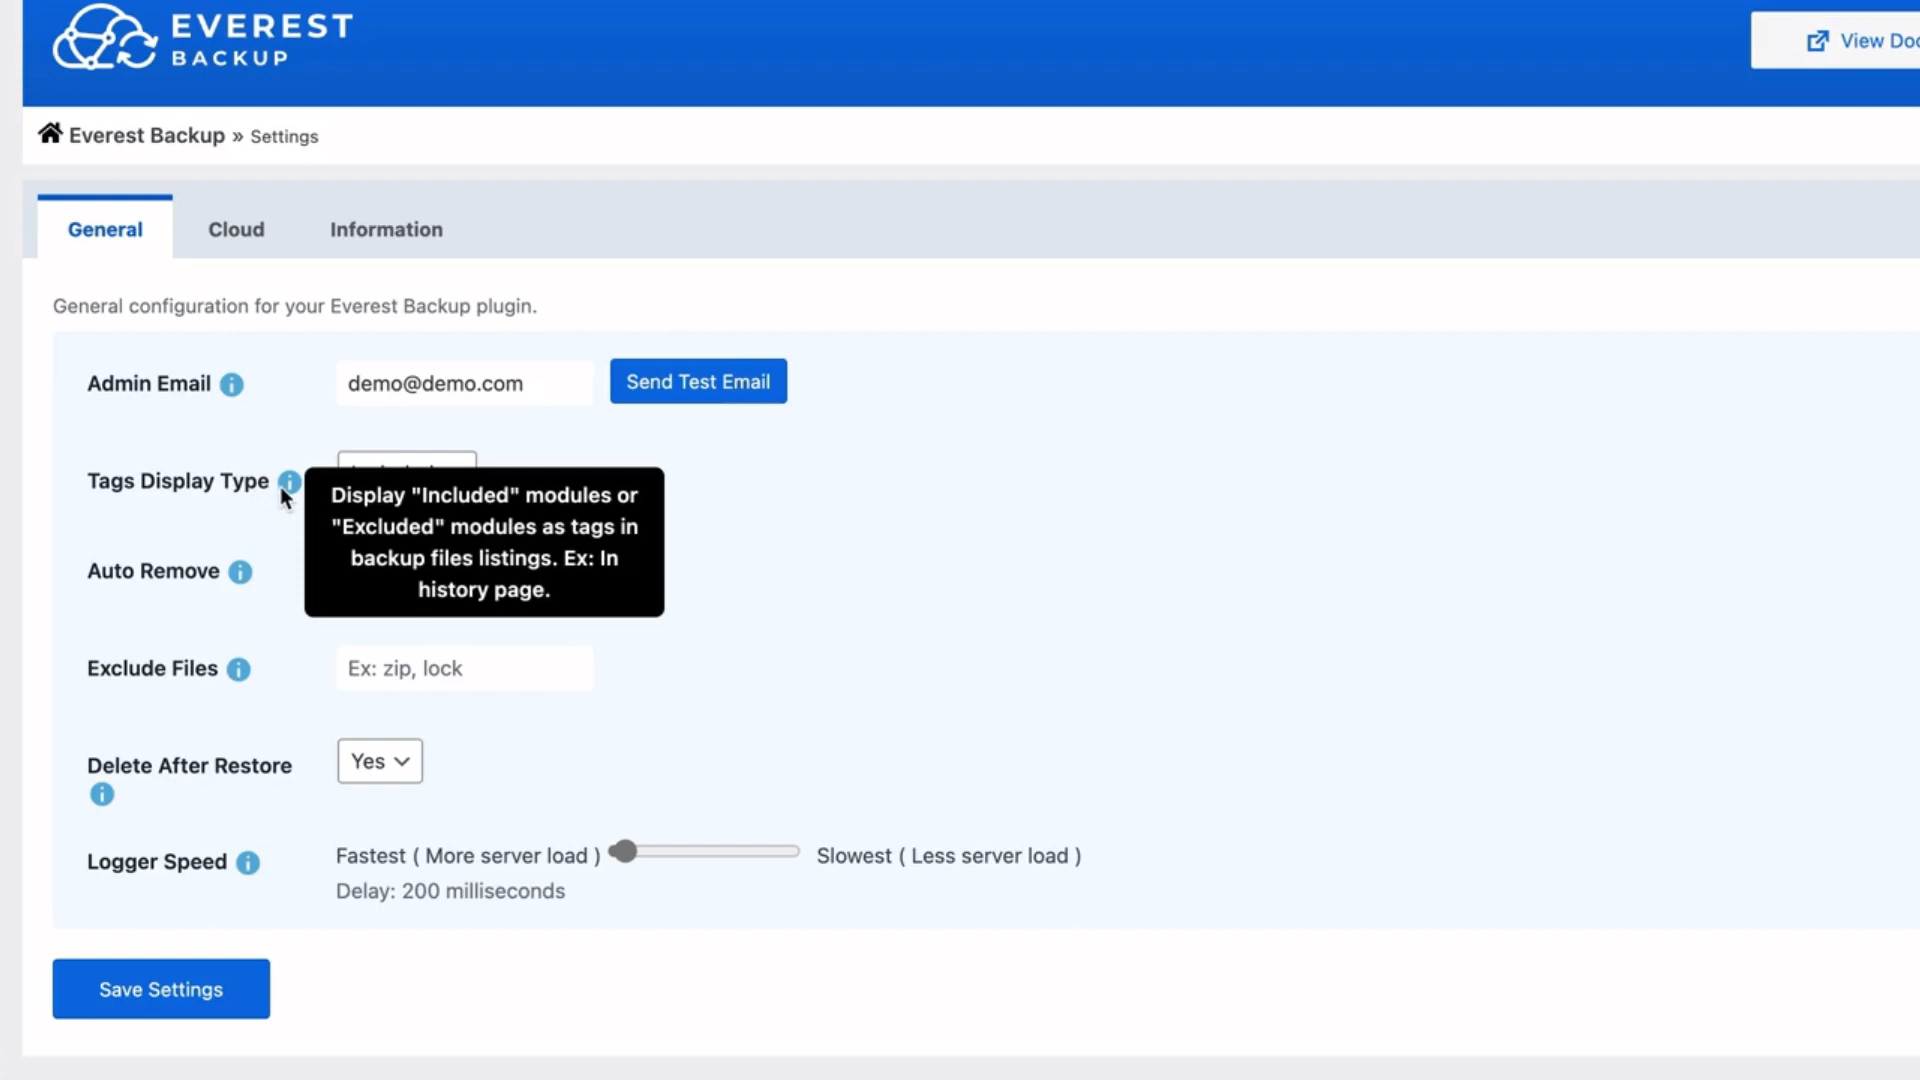 EVEREST
BACKUP
View Doc
Everest Backup » Settings
General
Cloud
Information
General configuration for your Everest Backup plugin.
Admin Email
demo@demo.com
Send Test Email
Tags Display Type
Display "Included" modules or
"Excluded" modules as tags in
backup files listings. Ex: In
history page.
Auto Remove
Exclude Files
Ex: zip, lock
Delete After Restore
Yes
Logger Speed
Fastest ( More server load )
Slowest ( Less server load )
Delay: 200 milliseconds
Save Settings